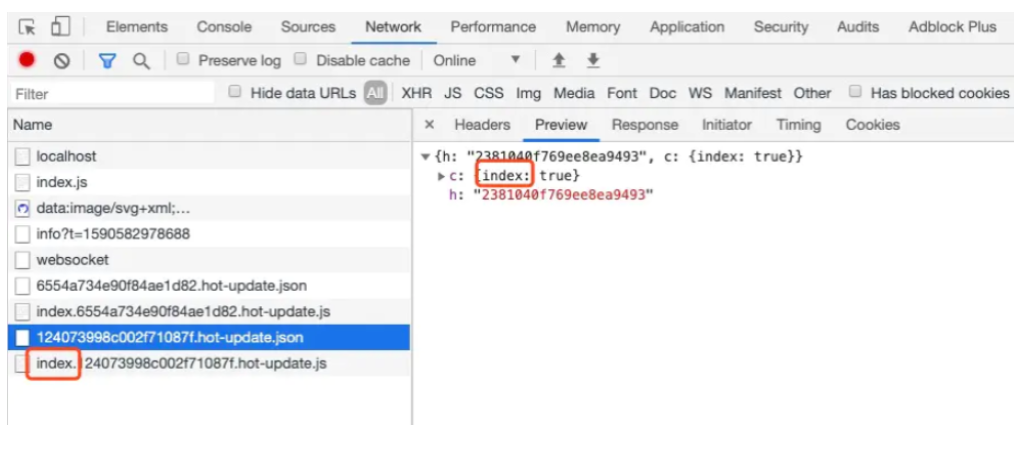 Elements Console Sources Network Performance Memory Application Security Audits Adblock Plus
Preserve log Disable cache Online
Filter Hide data URLs All XHR JS CSS Img Media Font Doc WS Manifest Other Has blocked cookies
Name × Headers Preview Response Initiator Timing Cookies
localhost
index.js
data:image/svg+xml;...
info?t=1590582978688
websocket
6554a734e90f84ae1d82.hot-update.json
index.6554a734e90f84ae1d82.hot-update.js
124073998c002f71087f.hot-update.json
index.124073998c002f71087f.hot-update.js
{h: "2381040f769ee8ea9493", c: {index: true}}
c: {index: true}
h: "2381040f769ee8ea9493"